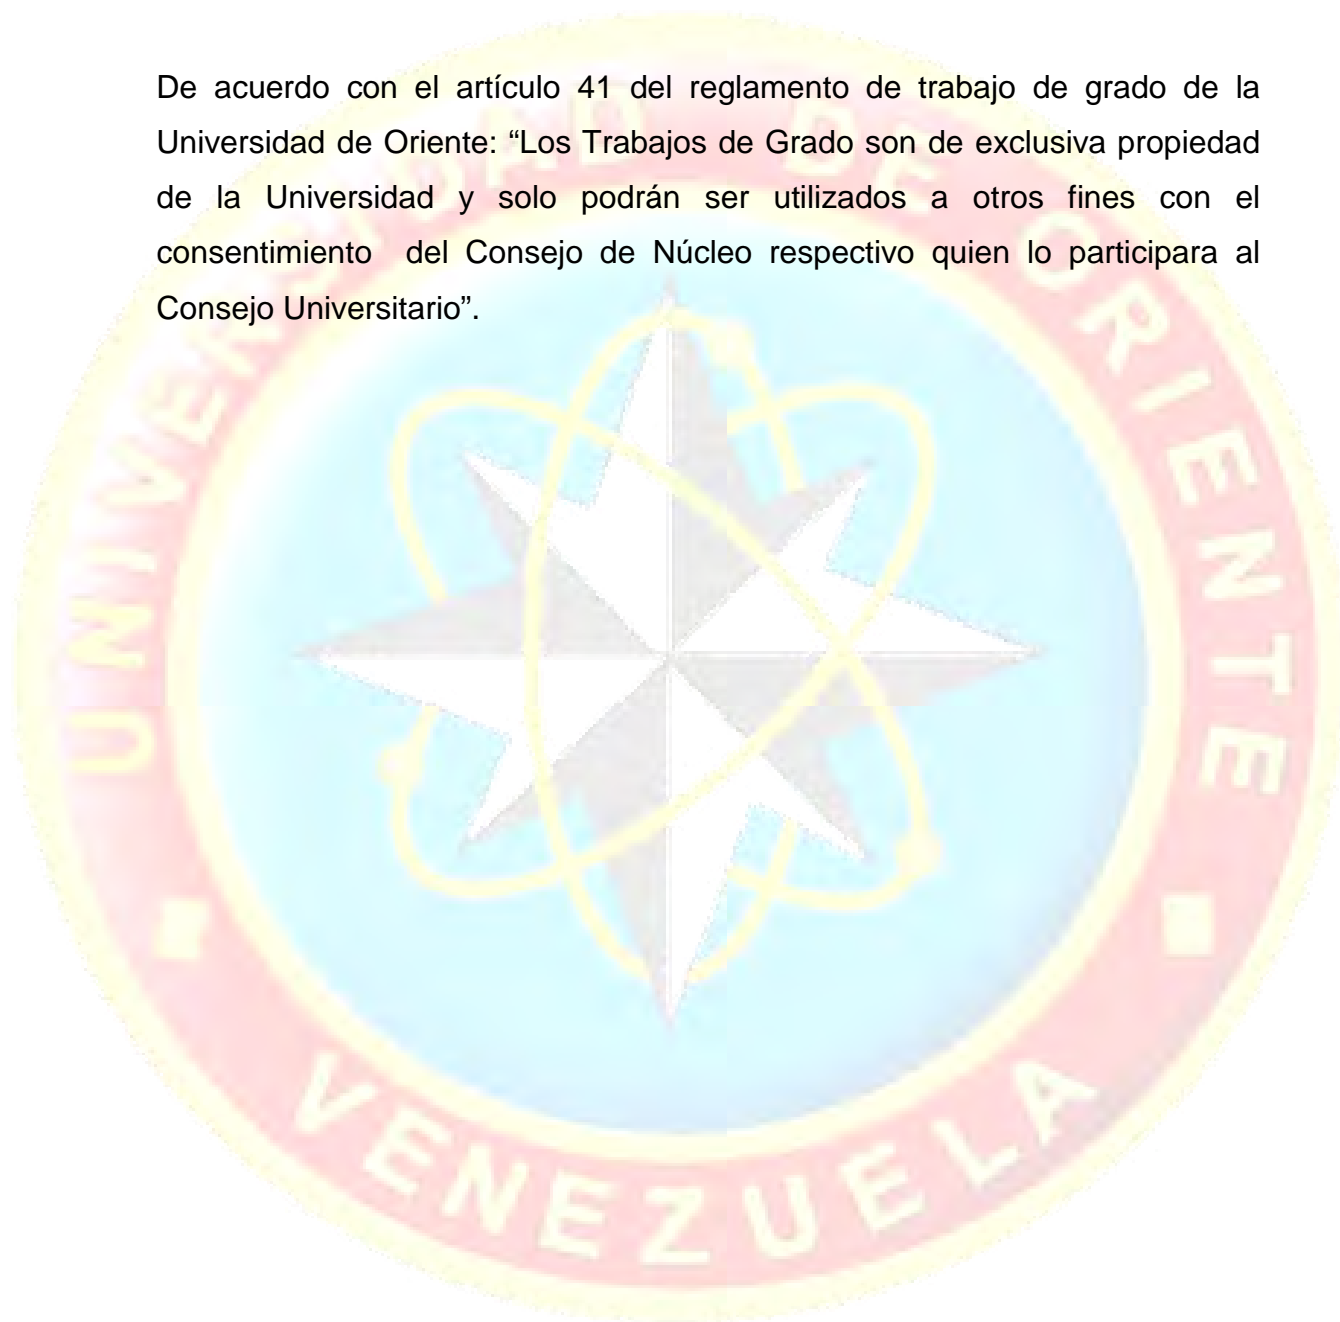 De acuerdo con el artículo 41 del reglamento de trabajo de grado de la
Universidad de Oriente: “Los Trabajos de Grado son de exclusiva propiedad
de la Universidad y solo podrán ser utilizados a otros fines con el
consentimiento del Consejo de Núcleo respectivo quien lo participara al
Consejo Universitario”.
UNIVERSIDAD DE ORIENTE
VENEZUELA